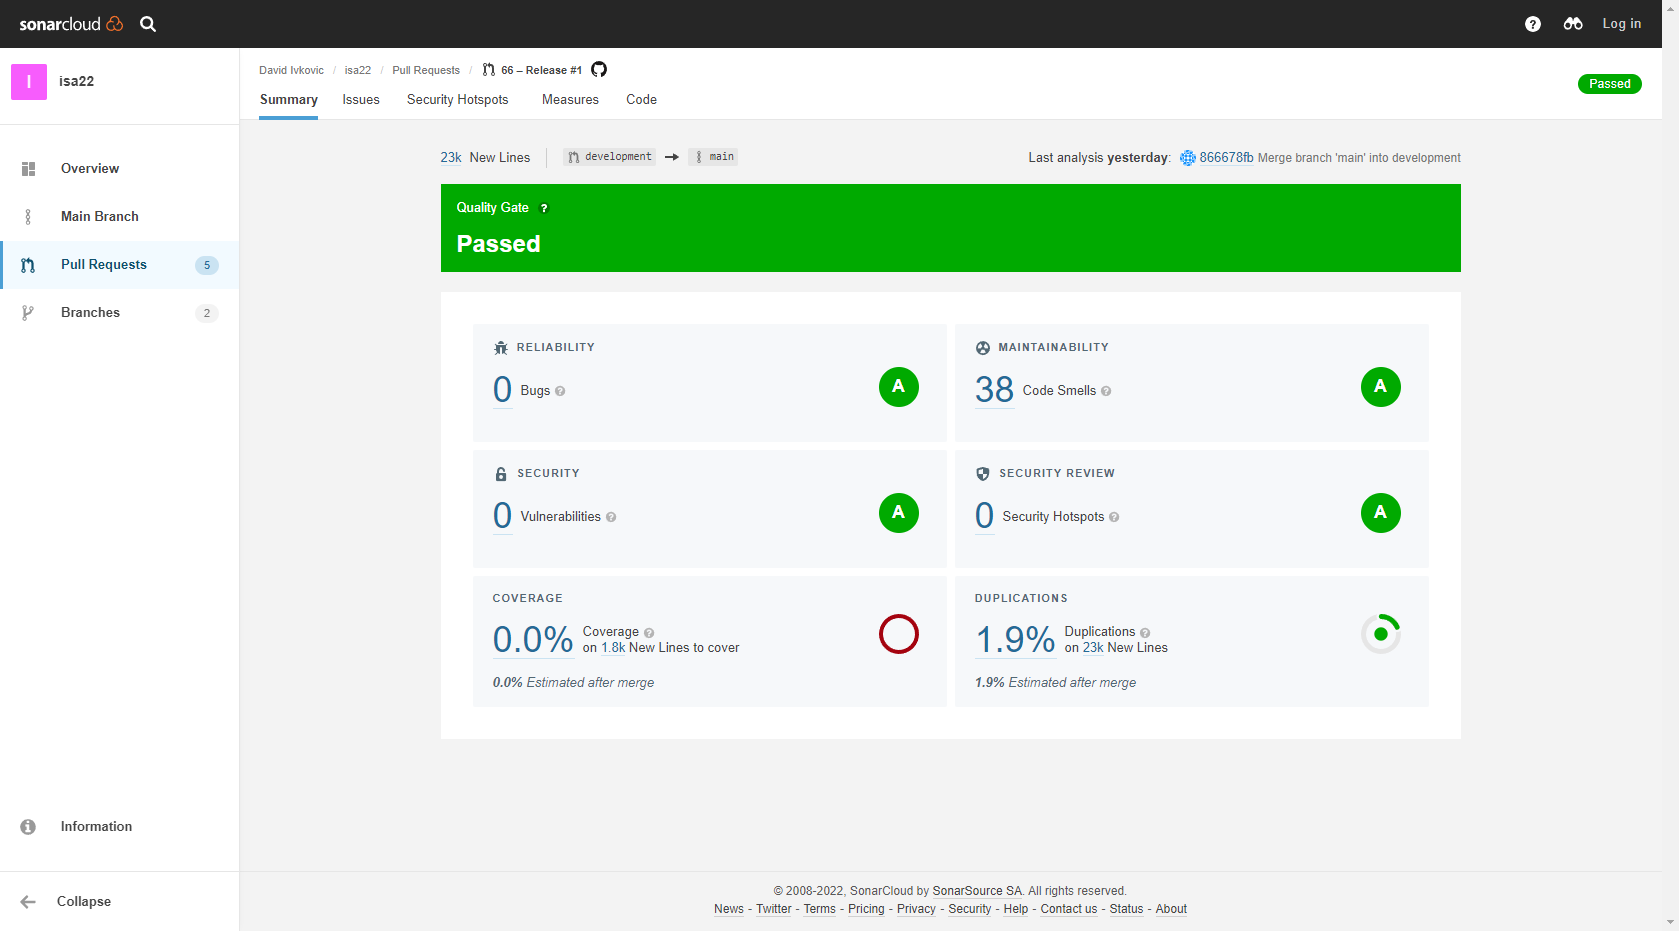 sonarcloud
Log in
I
isa22
David Ivkovic / isa22 / Pull Requests / 66 – Release #1
Passed
Summary Issues Security Hotspots Measures Code
Overview
Main Branch
Pull Requests 5
Branches 2
Information
Collapse
23k New Lines development → main
Last analysis yesterday: 866678fb Merge branch 'main' into development
Quality Gate ?
Passed
RELIABILITY
0 Bugs ?
A
MAINTAINABILITY
38 Code Smells ?
A
SECURITY
0 Vulnerabilities ?
A
SECURITY REVIEW
0 Security Hotspots ?
A
COVERAGE
0.0% Coverage ?
on 1.8k New Lines to cover
0.0% Estimated after merge
DUPLICATIONS
1.9% Duplications ?
on 23k New Lines
1.9% Estimated after merge
© 2008-2022, SonarCloud by SonarSource SA. All rights reserved.
News - Twitter - Terms - Pricing - Privacy - Security - Help - Contact us - Status - About